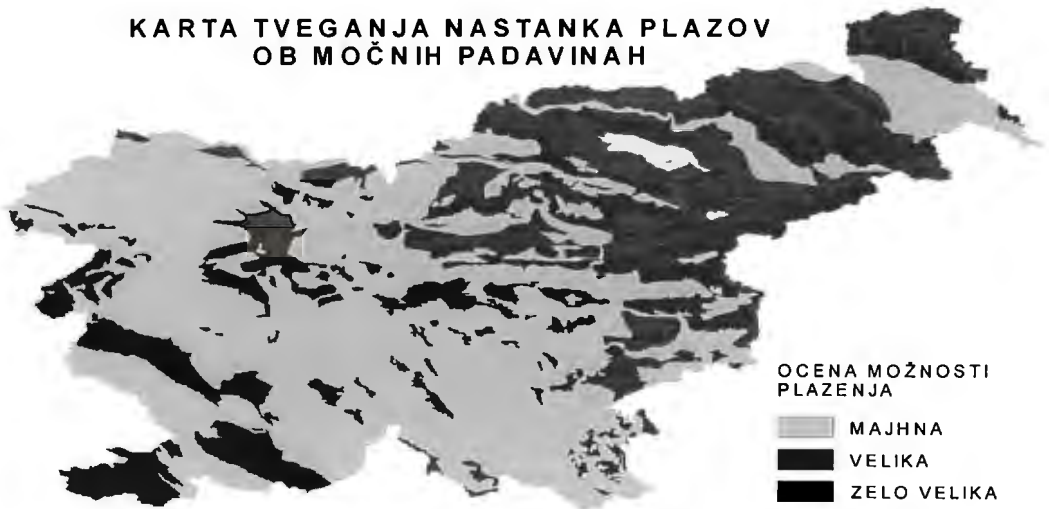 KARTA TVEGANJA NASTANKA PLAZOV
OB MOČNIH PADAVINAH
OCENA MOŽNOSTI
PLAZENJA
MAJHNA
VELIKA
ZELO VELIKA